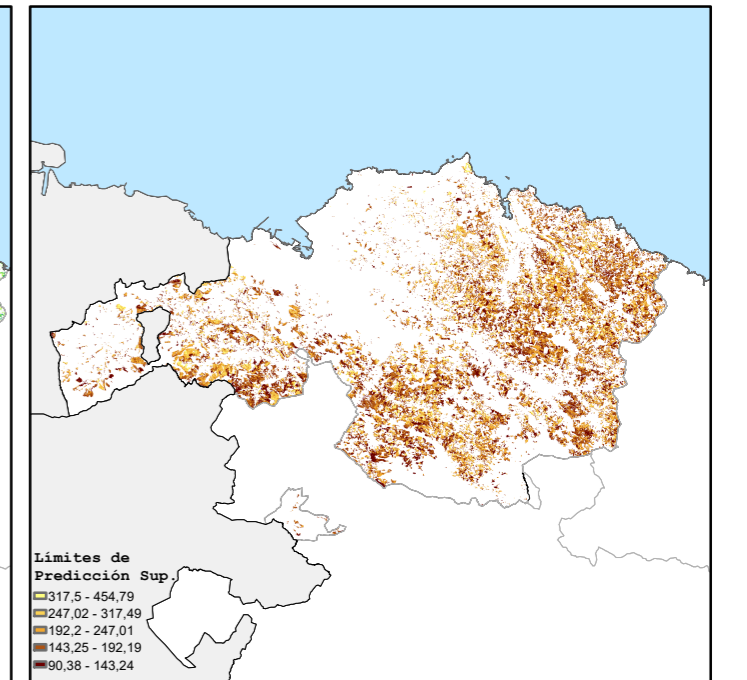 Límites de
Predicción Sup.
317,5 - 454,79
247,02 - 317,49
192,2 - 247,01
143,25 - 192,19
90,38 - 143,24